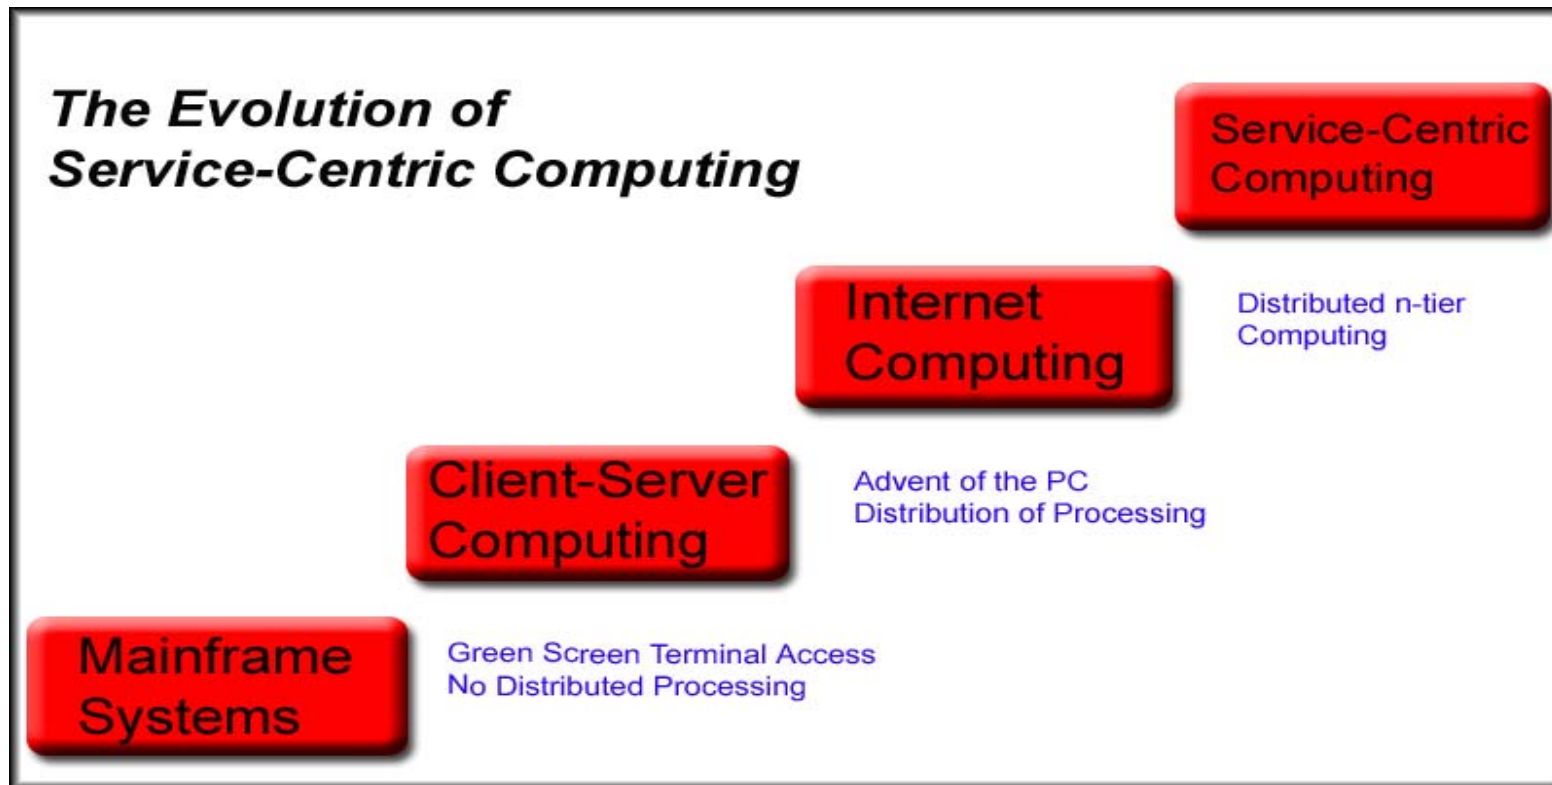 The Evolution of
Service-Centric Computing
Service-Centric
Computing
Distributed n-tier
Computing
Internet
Computing
Advent of the PC
Distribution of Processing
Client-Server
Computing
Green Screen Terminal Access
No Distributed Processing
Mainframe
Systems